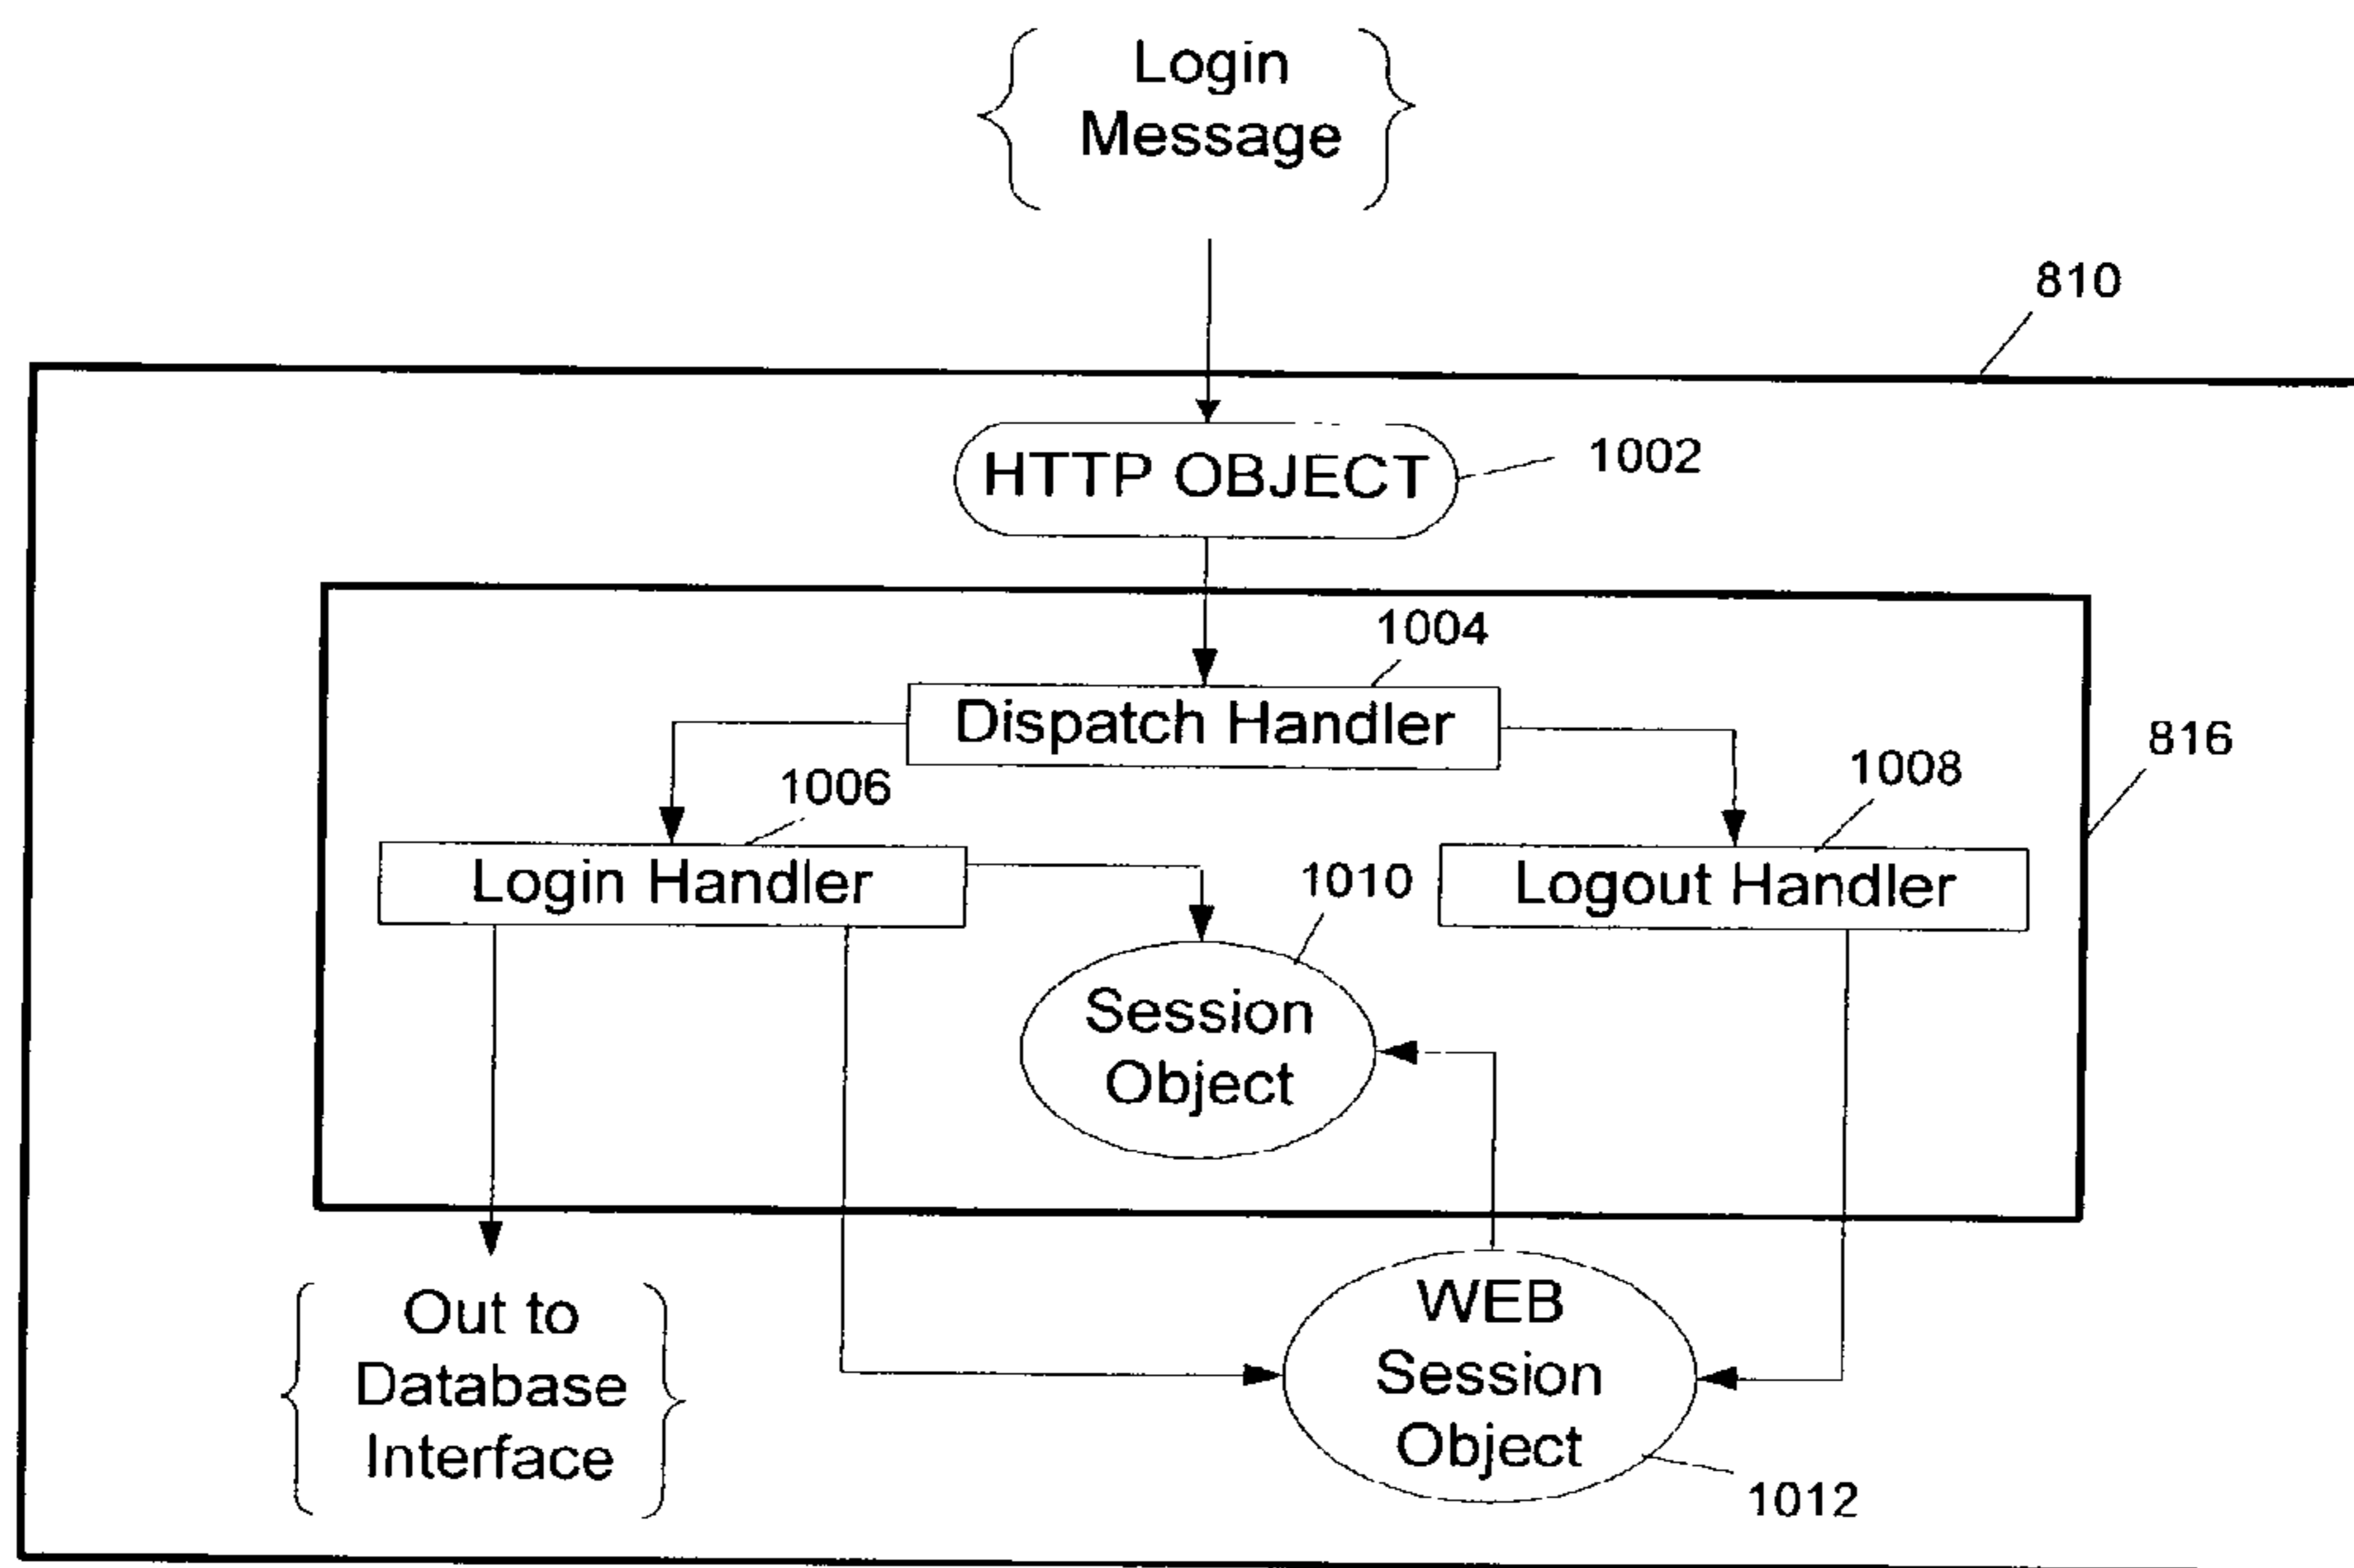 Login
Message
810
HTTP OBJECT
1002
1004
Dispatch Handler
816
1006
1008
Login Handler
1010
Logout Handler
Session
Object
Out to
Database
Interface
WEB
Session
Object
1012